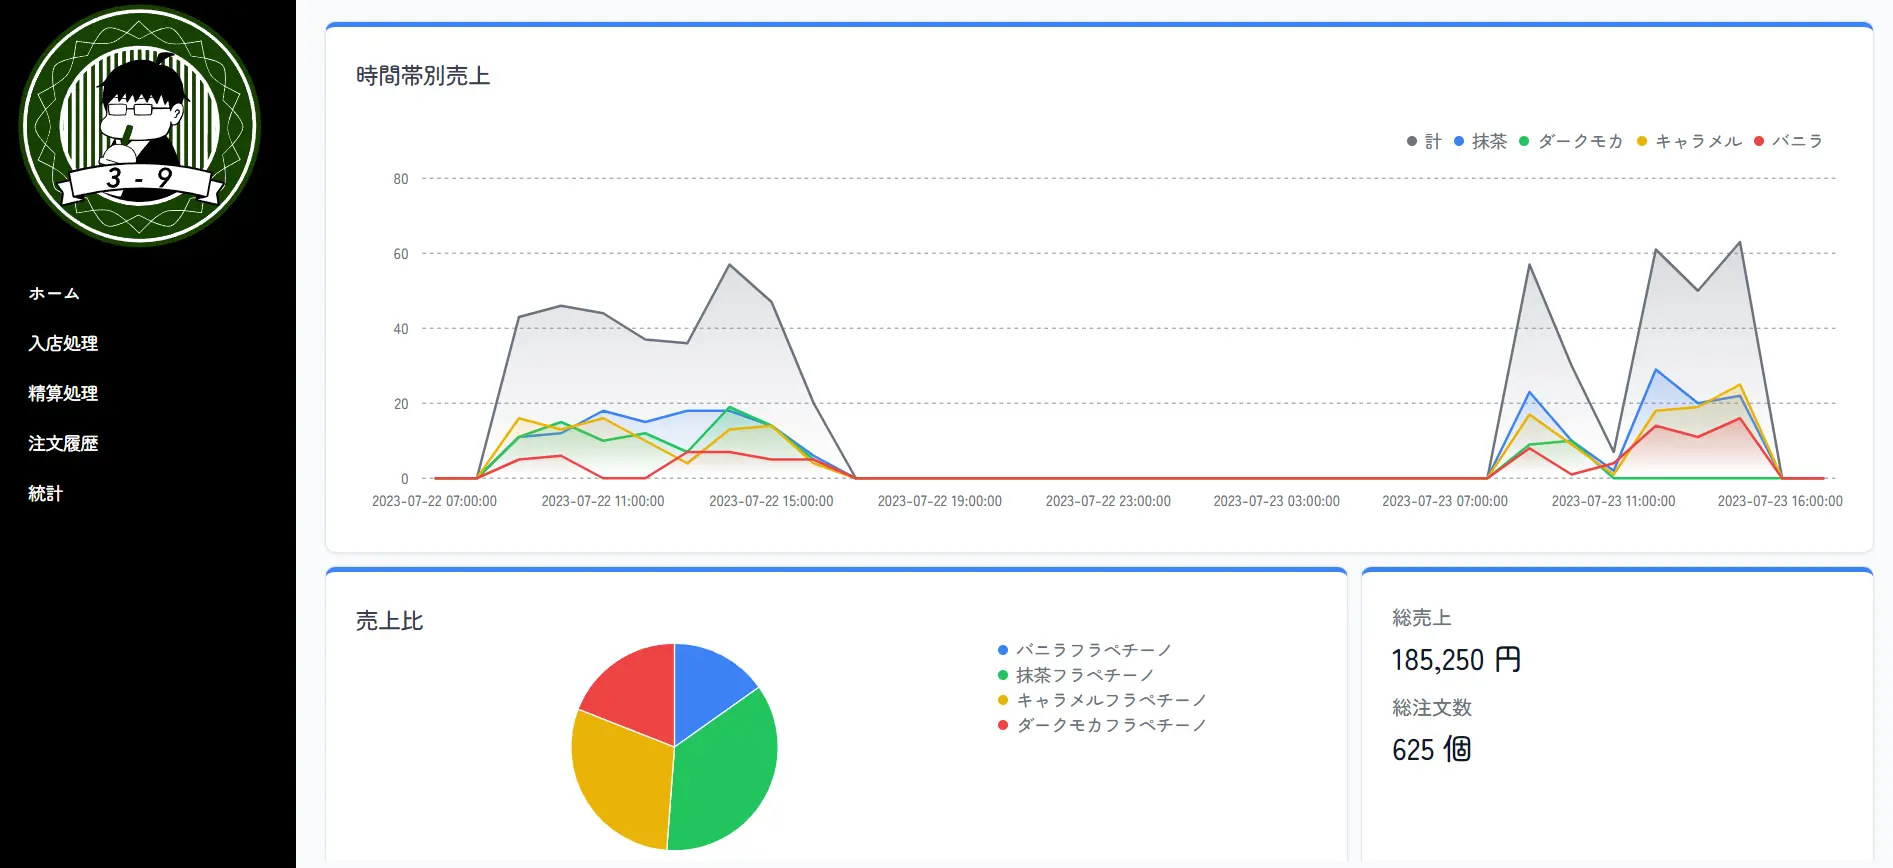 3 - 9
ホーム
入店処理
精算処理
注文履歴
統計
時間帯別売上
計 抹茶 ダークモカ キャラメル バニラ
80
60
40
20
0
2023-07-22 07:00:00 2023-07-22 11:00:00 2023-07-22 15:00:00 2023-07-22 19:00:00 2023-07-22 23:00:00 2023-07-23 03:00:00 2023-07-23 07:00:00 2023-07-23 11:00:00 2023-07-23 16:00:00
売上比
バニラフラペチーノ
抹茶フラペチーノ
キャラメルフラペチーノ
ダークモカフラペチーノ
総売上
185,250 円
総注文数
625 個